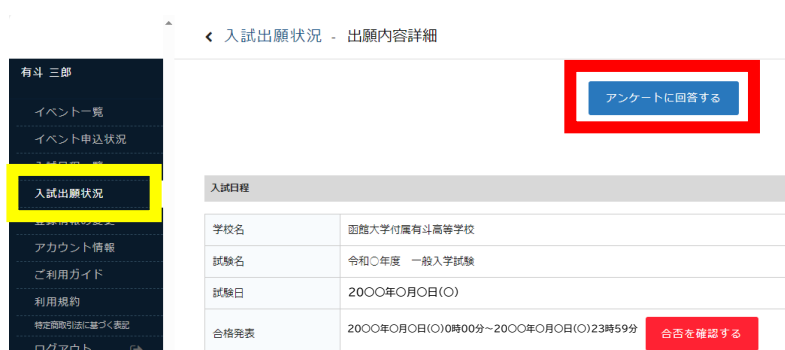 入試出願状況 - 出願内容詳細
有斗 三郎
アンケートに回答する
イベント一覧
イベント申込状況
入試出願状況
アカウント情報
ご利用ガイド
利用規約
特定商取引法に基づく表記
ログアウト
入試日程
学校名 函館大学付属有斗高等学校
試験名 令和○年度 一般入学試験
試験日 20○○年○月○日(○)
合格発表 20○○年○月○日(○)0時00分~20○○年○月○日(○)23時59分 合否を確認する